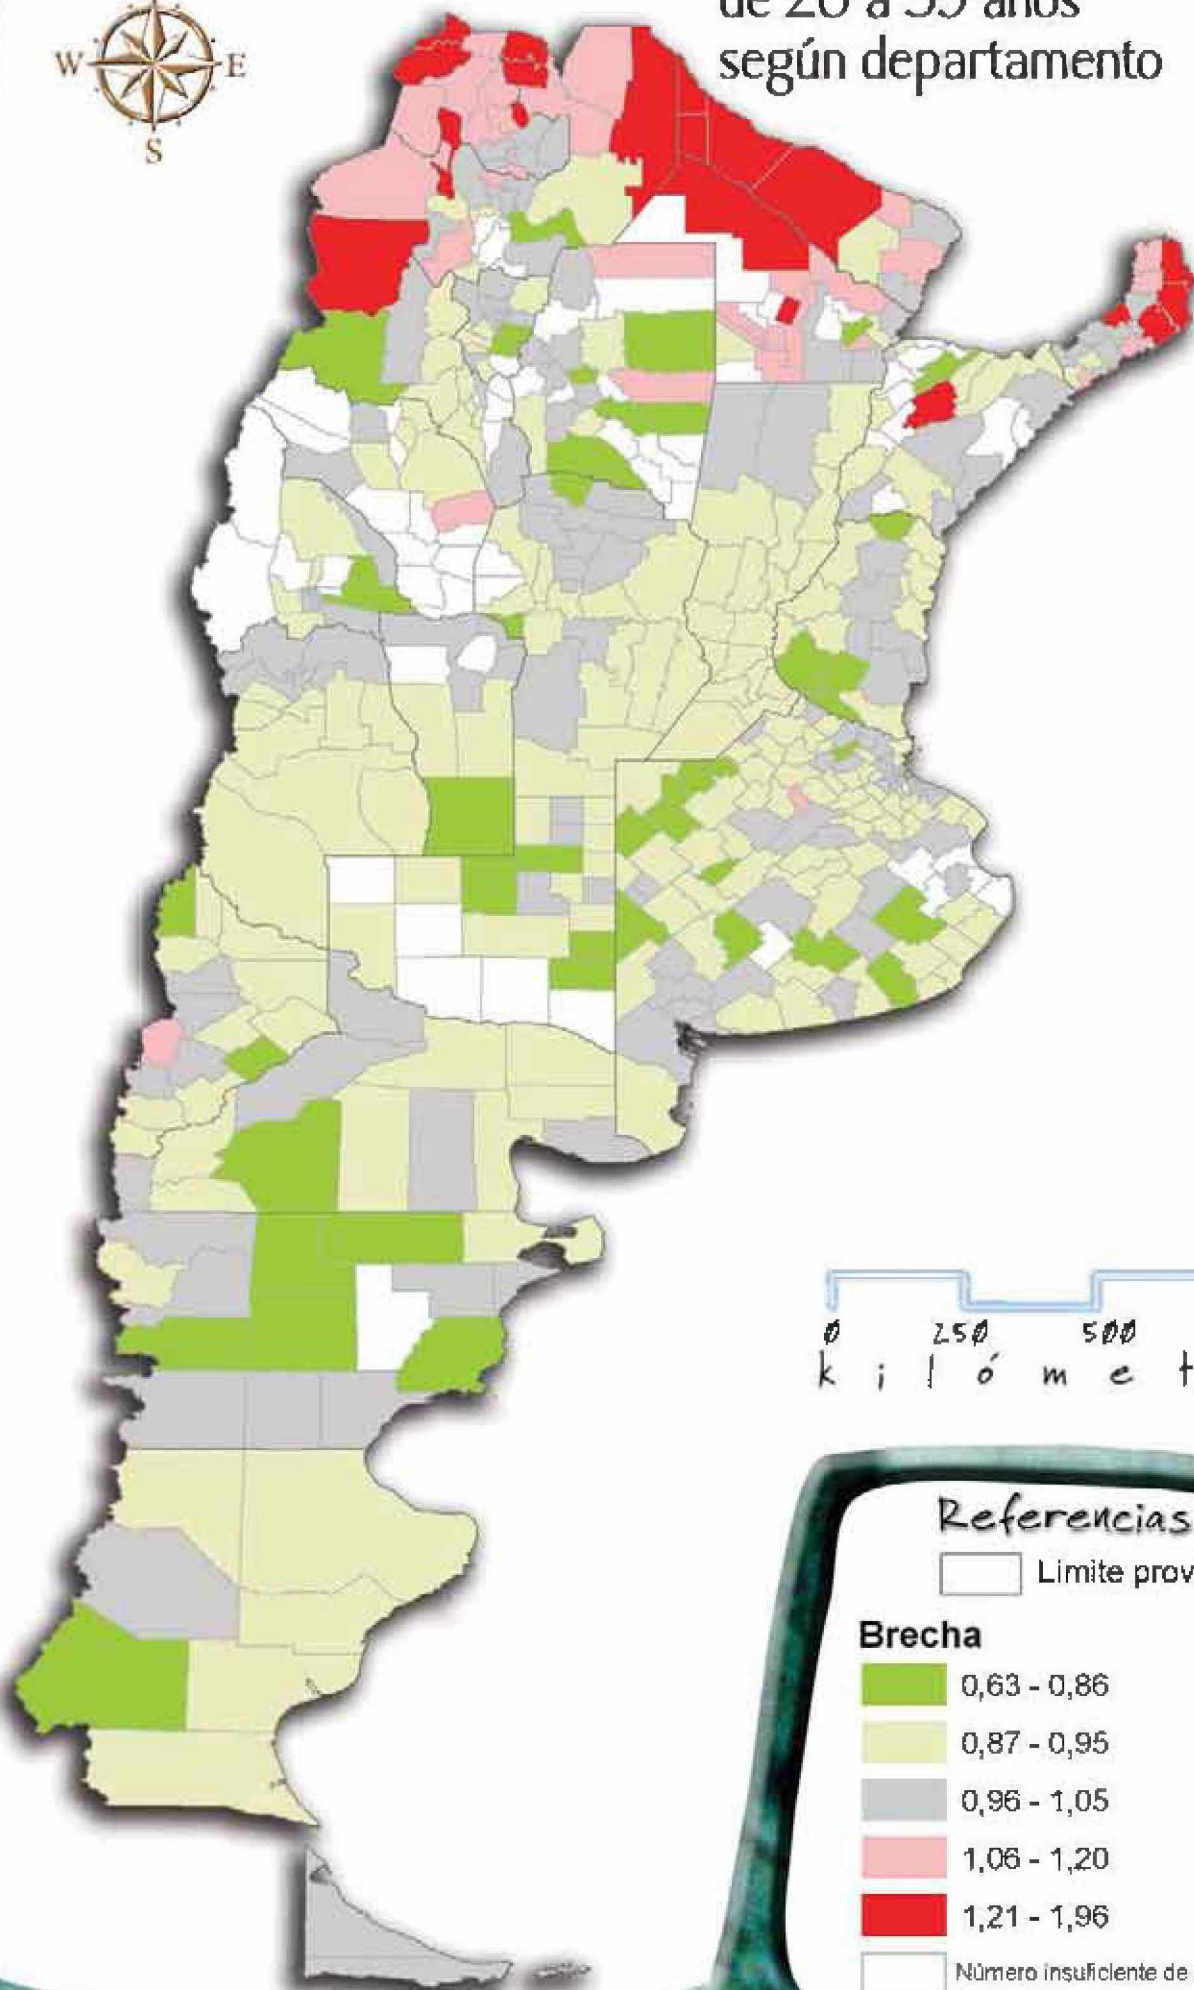 según departamento
W E
S
0 250 500
k i l ó m e t
Referencias
Limite prov
Brecha
0,63 - 0,86
0,87 - 0,95
0,96 - 1,05
1,06 - 1,20
1,21 - 1,96
Número insuficiente de